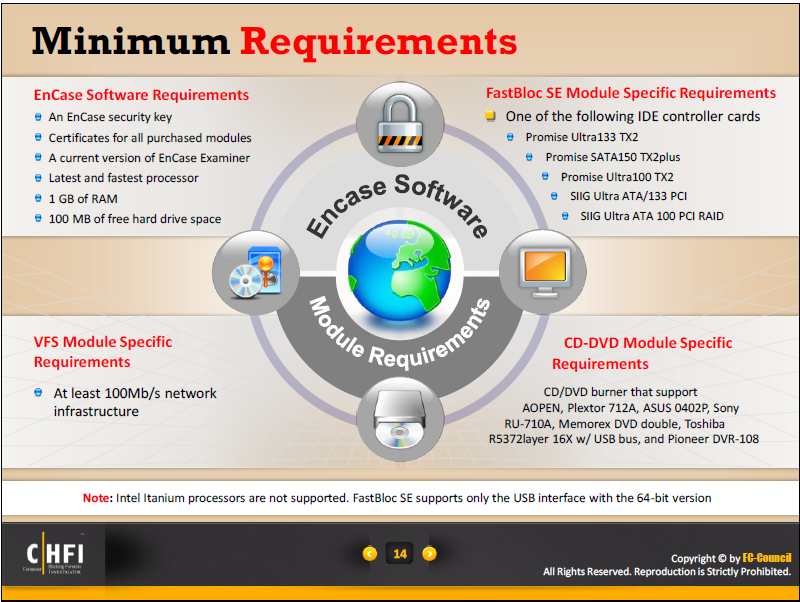 Minimum Requirements
EnCase Software Requirements
An EnCase security key
Certificates for all purchased modules
A current version of EnCase Examiner
Latest and fastest processor
1 GB of RAM
100 MB of free hard drive space
FastBloc SE Module Specific Requirements
One of the following IDE controller cards
Promise Ultra133 TX2
Promise SATA150 TX2plus
Promise Ultra100 TX2
SIIG Ultra ATA/133 PCI
SIIG Ultra ATA 100 PCI RAID
Encase Software
Module Requirements
VFS Module Specific
Requirements
At least 100Mb/s network
infrastructure
CD-DVD Module Specific
Requirements
CD/DVD burner that support
AOPEN, Plextor 712A, ASUS 0402P, Sony
RU-710A, Memorex DVD double, Toshiba
R5372layer 16X w/ USB bus, and Pioneer DVR-108
Note: Intel Itanium processors are not supported. FastBloc SE supports only the USB interface with the 64-bit version
CHFI
Computer Hacking Forensic
INVESTIGATOR
14
Copyright © by EC-Council
All Rights Reserved. Reproduction is Strictly Prohibited.